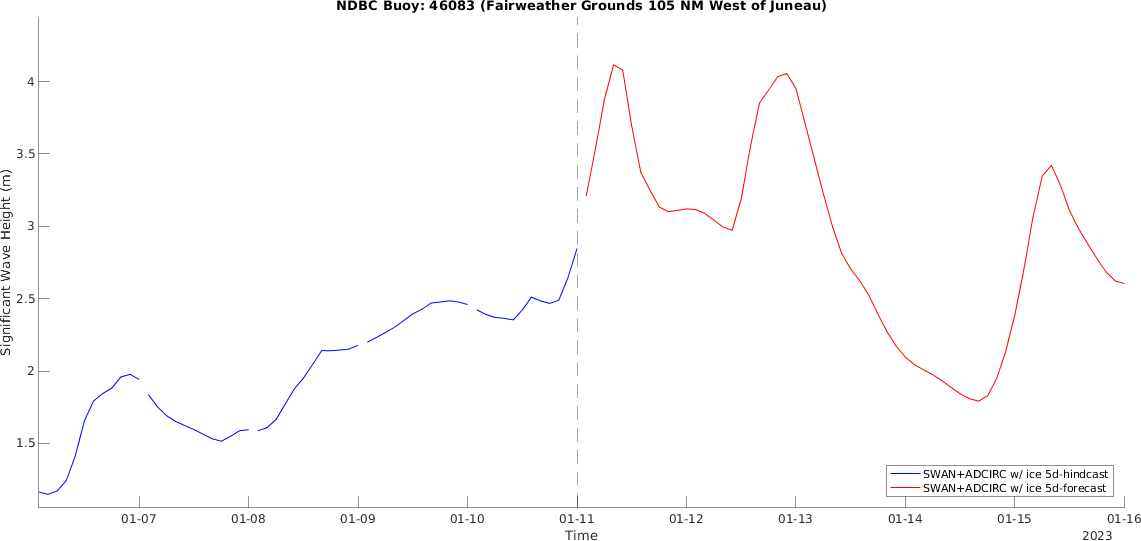 NDBC Buoy: 46083 (Fairweather Grounds 105 NM West of Juneau)
Significant Wave Height (m)
4
3.5
3
2.5
2
1.5
SWAN+ADCIRC w/ ice 5d-hindcast
SWAN+ADCIRC w/ ice 5d-forecast
01-07 01-08 01-09 01-10 01-11 01-12 01-13 01-14 01-15 01-16
Time
2023